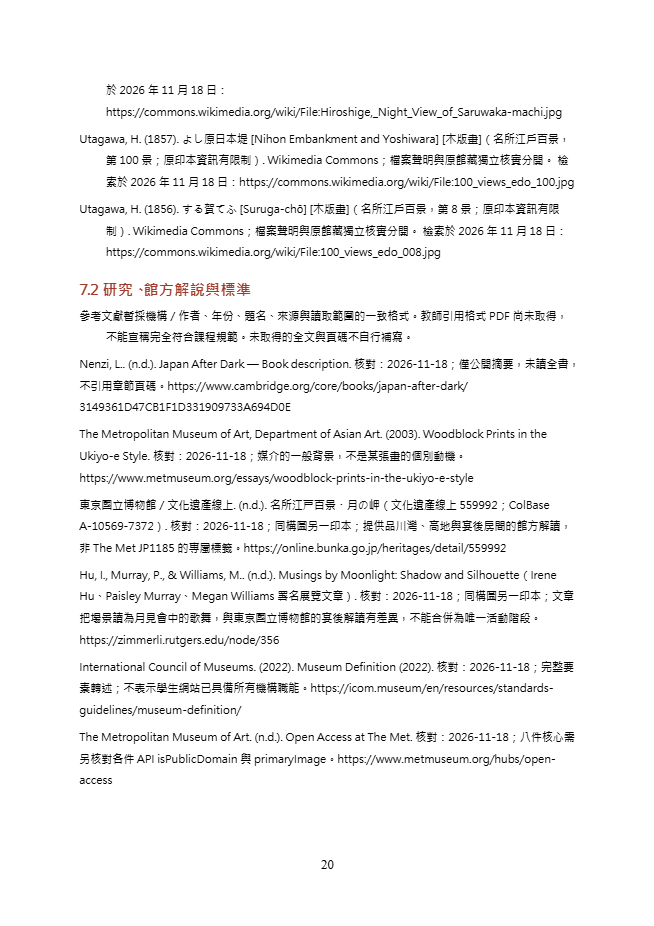 於 2026 年 11 月 18 日：
https://commons.wikimedia.org/wiki/File:Hiroshige,_Night_View_of_Saruwaka-machi.jpg
Utagawa, H. (1857). よし原日本堤 [Nihon Embankment and Yoshiwara] [木版畫]（名所江戶百景，
第 100 景；原印本資訊有限制）. Wikimedia Commons；檔案聲明與原館藏獨立核實分開。 檢
索於 2026 年 11 月 18 日：https://commons.wikimedia.org/wiki/File:100_views_edo_100.jpg
Utagawa, H. (1856). する賀てふ [Suruga-chō] [木版畫]（名所江戶百景，第 8 景；原印本資訊有限
制）. Wikimedia Commons；檔案聲明與原館藏獨立核實分開。 檢索於 2026 年 11 月 18 日：
https://commons.wikimedia.org/wiki/File:100_views_edo_008.jpg
7.2 研究、館方解說與標準
參考文獻暫採機構 / 作者、年份、題名、來源與讀取範圍的一致格式。教師引用格式 PDF 尚未取得，
不能宣稱完全符合課程規範。未取得的全文與頁碼不自行補寫。
Nenzi, L.. (n.d.). Japan After Dark — Book description. 核對：2026-11-18；僅公開摘要，未讀全書，
不引用章節頁碼。https://www.cambridge.org/core/books/japan-after-dark/
3149361D47CB1F1D331909733A694D0E
The Metropolitan Museum of Art, Department of Asian Art. (2003). Woodblock Prints in the
Ukiyo-e Style. 核對：2026-11-18；媒介的一般背景，不是某張畫的個別動機。
https://www.metmuseum.org/essays/woodblock-prints-in-the-ukiyo-e-style
東京国立博物館 / 文化遺產線上. (n.d.). 名所江戸百景・月の岬（文化遺產線上 559992；ColBase
A-10569-7372）. 核對：2026-11-18；同構圖另一印本；提供品川灣、高地與宴後房間的館方解讀，
非 The Met JP1185 的專屬標籤。https://online.bunka.go.jp/heritages/detail/559992
Hu, I., Murray, P., & Williams, M.. (n.d.). Musings by Moonlight: Shadow and Silhouette（Irene
Hu、Paisley Murray、Megan Williams 署名展覽文章）. 核對：2026-11-18；同構圖另一印本；文章
把場景讀為月見會中的歌舞，與東京国立博物館的宴後解讀有差異，不能合併為唯一活動階段。
https://zimmerli.rutgers.edu/node/356
International Council of Museums. (2022). Museum Definition (2022). 核對：2026-11-18；完整要
素轉述；不表示學生網站已具備所有機構職能。https://icom.museum/en/resources/standards-
guidelines/museum-definition/
The Metropolitan Museum of Art. (n.d.). Open Access at The Met. 核對：2026-11-18；八件核心需
另核對各件 API isPublicDomain 與 primaryImage。https://www.metmuseum.org/hubs/open-
access
20